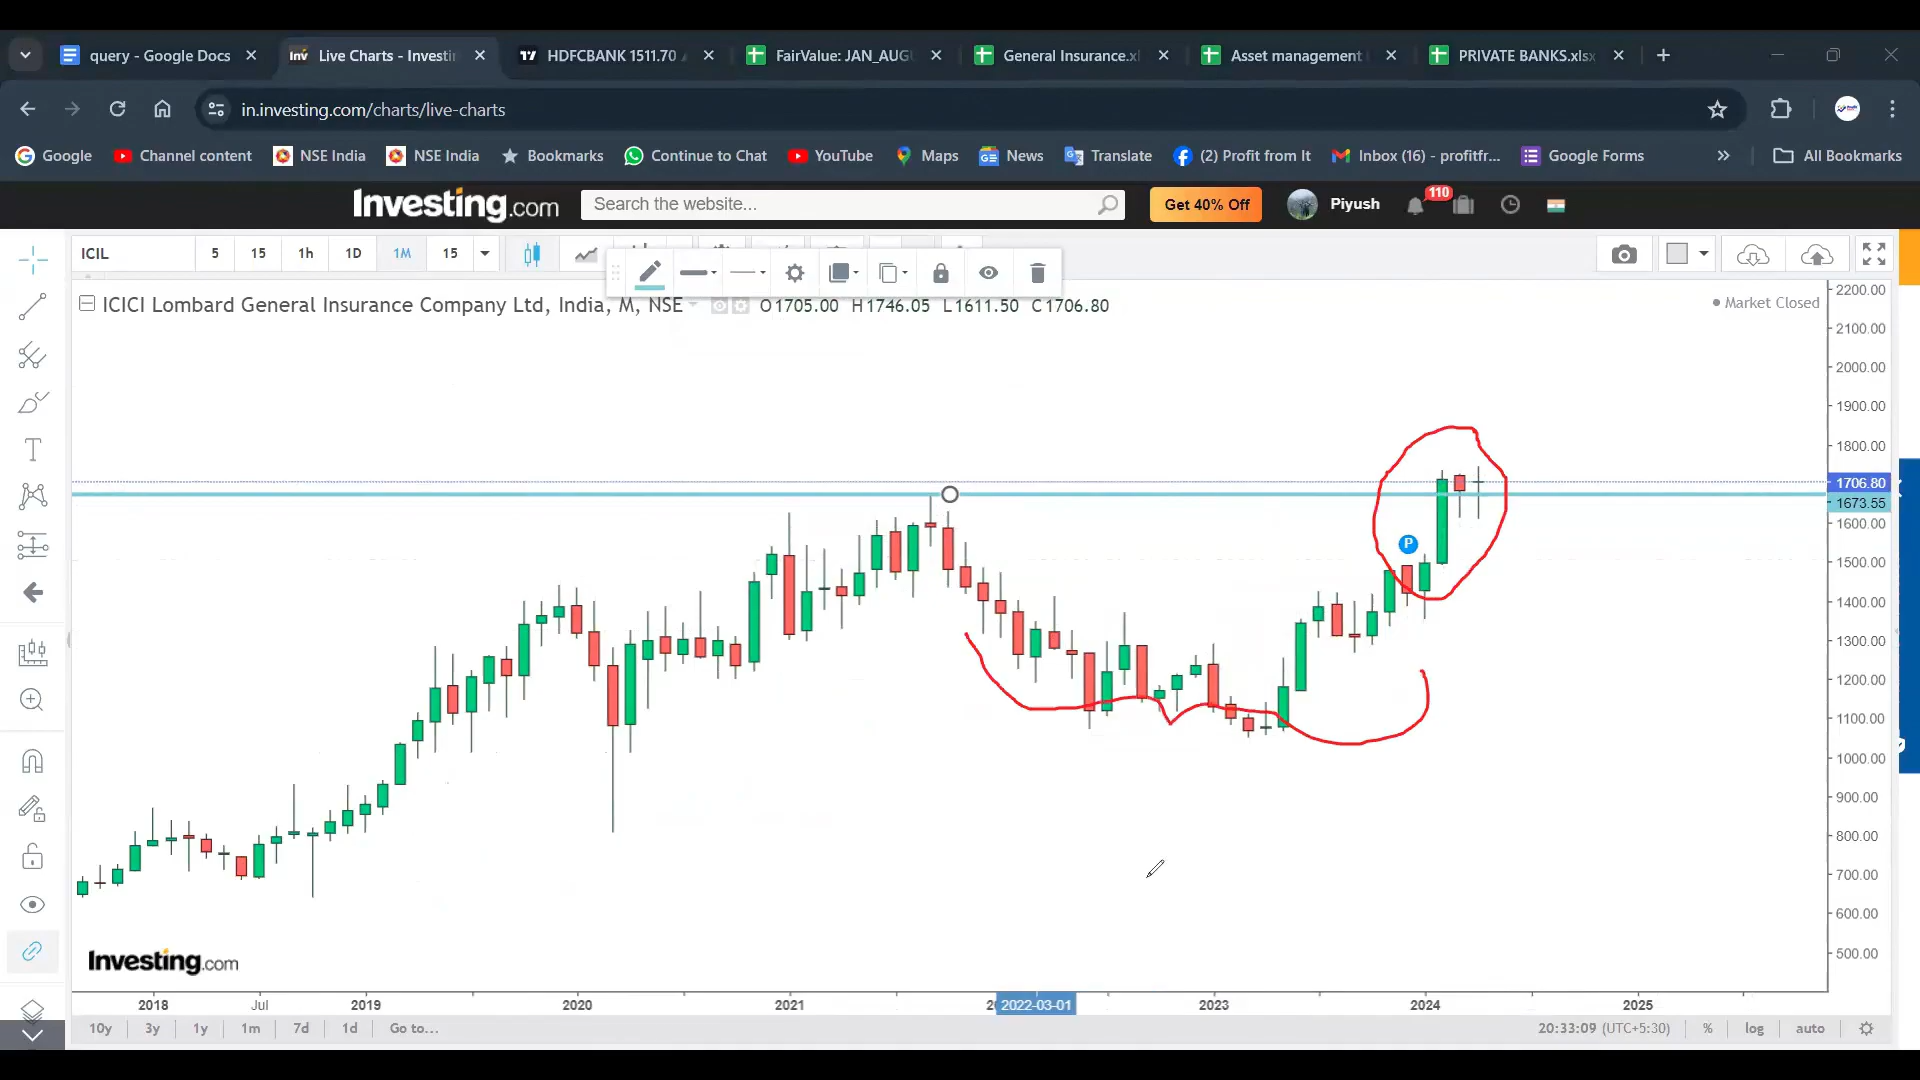 query - Google Docs
Live Charts - Investin
HDFCBANK 1511.70
FairValue: JAN_AUG
General Insurance.xl
Asset management
PRIVATE BANKS.xlsx
in.investing.com/charts/live-charts
Google
Channel content
NSE India
NSE India
Bookmarks
Continue to Chat
YouTube
Maps
News
Translate
(2) Profit from It
Inbox (16) - profitfr...
Google Forms
All Bookmarks
Investing.com
Search the website...
Get 40% Off
Piyush
110
ICIL
5
15
1h
1D
1M
15
ICICI Lombard General Insurance Company Ltd, India, M, NSE
O1705.00 H1746.05 L1611.50 C1706.80
Market Closed
2200.00
2100.00
2000.00
1900.00
1800.00
1706.80
1673.55
1600.00
1500.00
1400.00
1300.00
1200.00
1100.00
1000.00
900.00
800.00
700.00
600.00
500.00
P
Investing.com
2018
Jul
2019
2020
2021
2022-03-01
2023
2024
2025
10y
3y
1y
1m
7d
1d
Go to...
20:33:09 (UTC+5:30)
%
log
auto